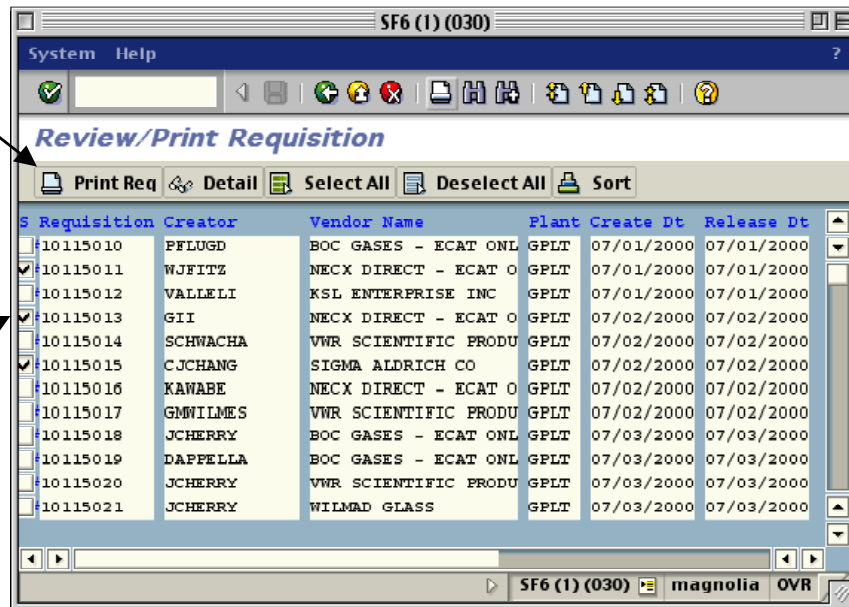 SF6 (1) (030)
System Help ?
Review/Print Requisition
Print Req Detail Select All Deselect All Sort
S Requisition Creator Vendor Name Plant Create Dt Release Dt
10115010 PFLUGD BOC GASES - ECAT ONL GPLT 07/01/2000 07/01/2000
10115011 WJFITZ NECX DIRECT - ECAT O GPLT 07/01/2000 07/01/2000
10115012 VALLELI KSL ENTERPRISE INC GPLT 07/01/2000 07/01/2000
10115013 GII NECX DIRECT - ECAT O GPLT 07/02/2000 07/02/2000
10115014 SCHWACHA VWR SCIENTIFIC PRODU GPLT 07/02/2000 07/02/2000
10115015 CJCHANG SIGMA ALDRICH CO GPLT 07/02/2000 07/02/2000
10115016 KAWABE NECX DIRECT - ECAT O GPLT 07/02/2000 07/02/2000
10115017 GMWILMES VWR SCIENTIFIC PRODU GPLT 07/02/2000 07/02/2000
10115018 JCHERRY BOC GASES - ECAT ONL GPLT 07/03/2000 07/03/2000
10115019 DAPPELLA BOC GASES - ECAT ONL GPLT 07/03/2000 07/03/2000
10115020 JCHERRY VWR SCIENTIFIC PRODU GPLT 07/03/2000 07/03/2000
10115021 JCHERRY WILMAD GLASS GPLT 07/03/2000 07/03/2000
SF6 (1) (030) magnolia OVR